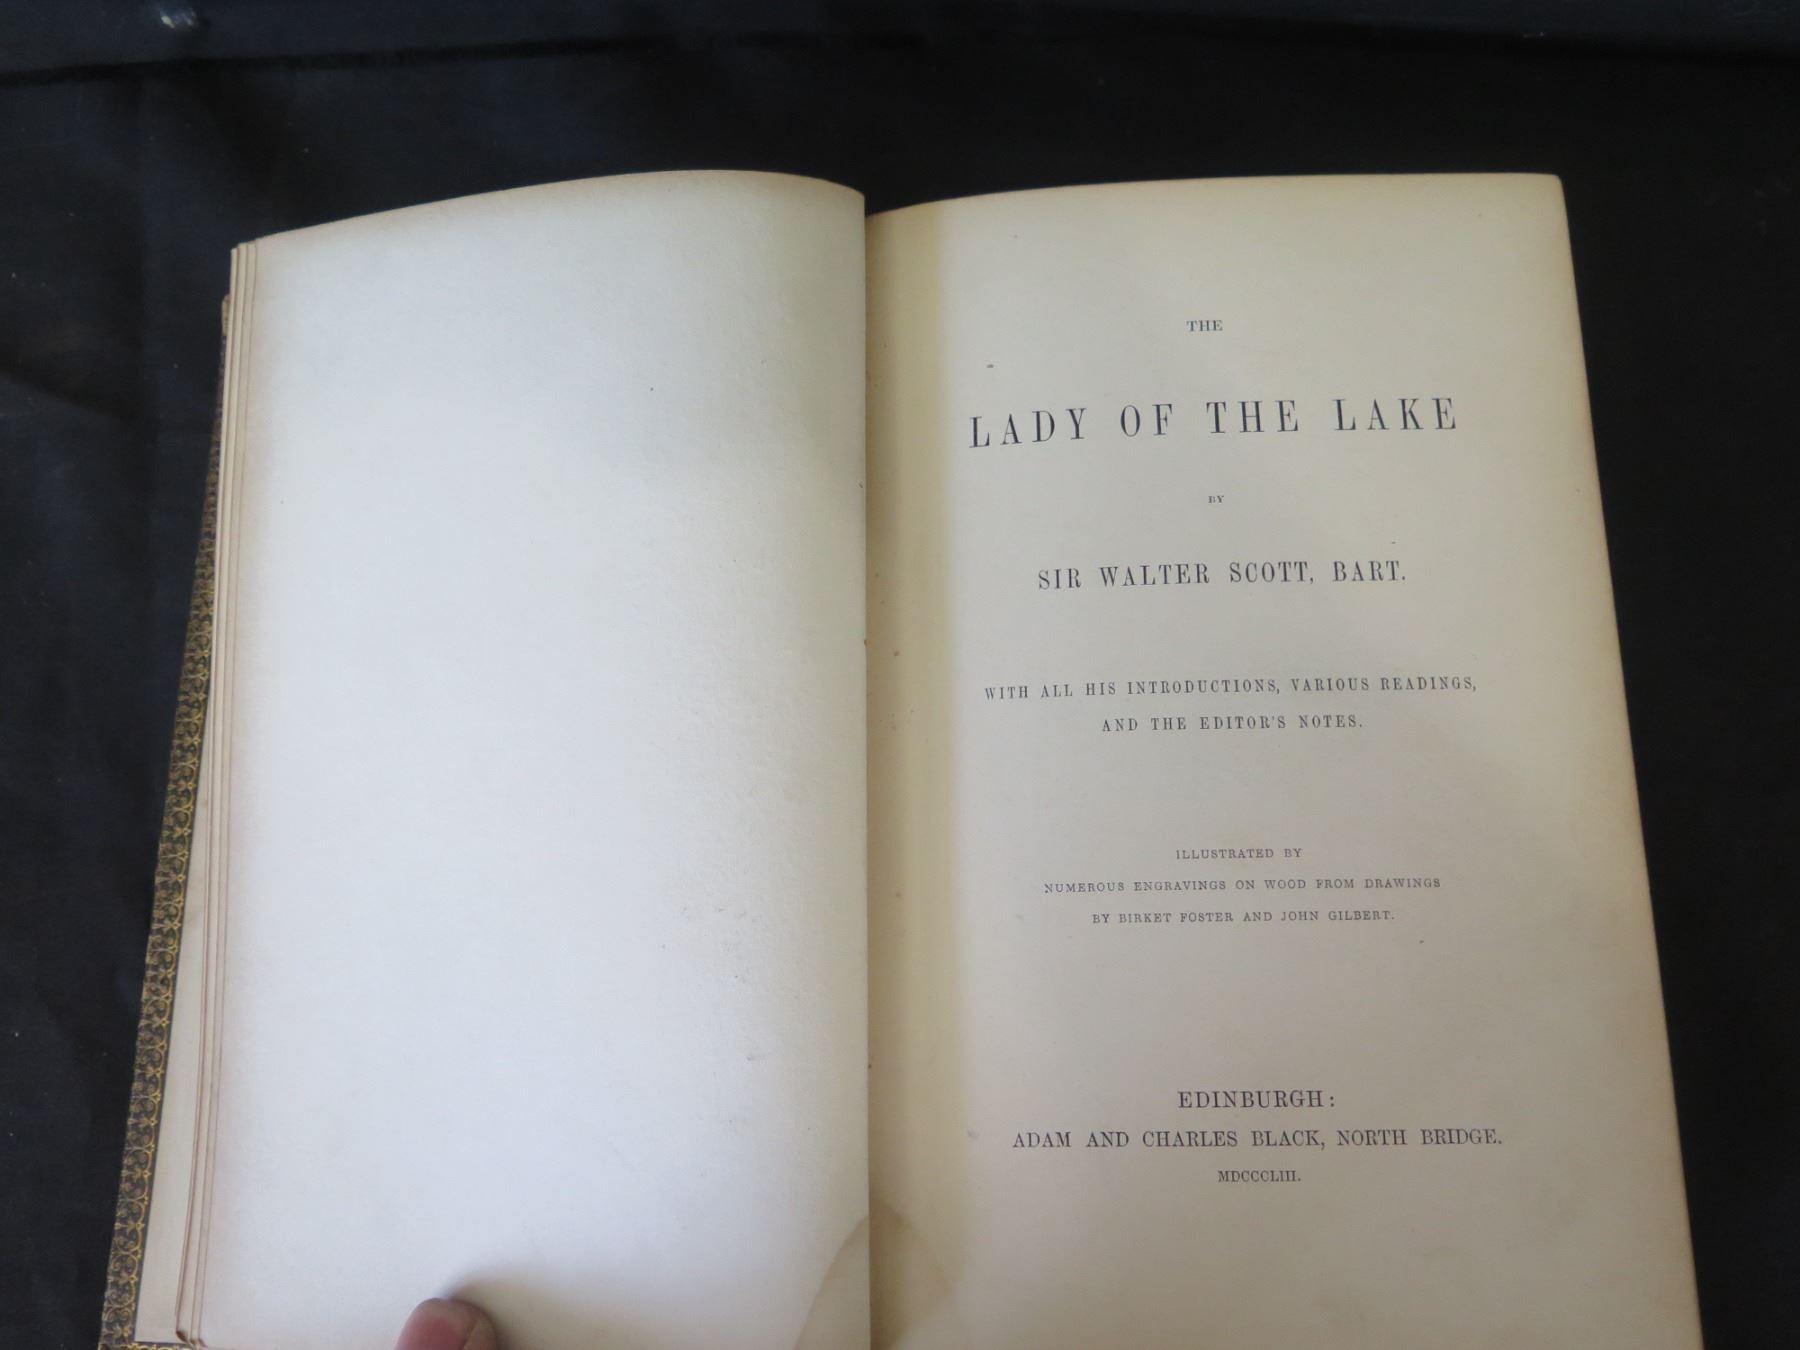 THE
LADY OF THE LAKE
BY
SIR WALTER SCOTT, BART.
WITH ALL HIS INTRODUCTIONS, VARIOUS READINGS,
AND THE EDITOR'S NOTES.
ILLUSTRATED BY
NUMEROUS ENGRAVINGS ON WOOD FROM DRAWINGS
BY BIRKET FOSTER AND JOHN GILBERT.
EDINBURGH:
ADAM AND CHARLES BLACK, NORTH BRIDGE.
MDCCCLIII.